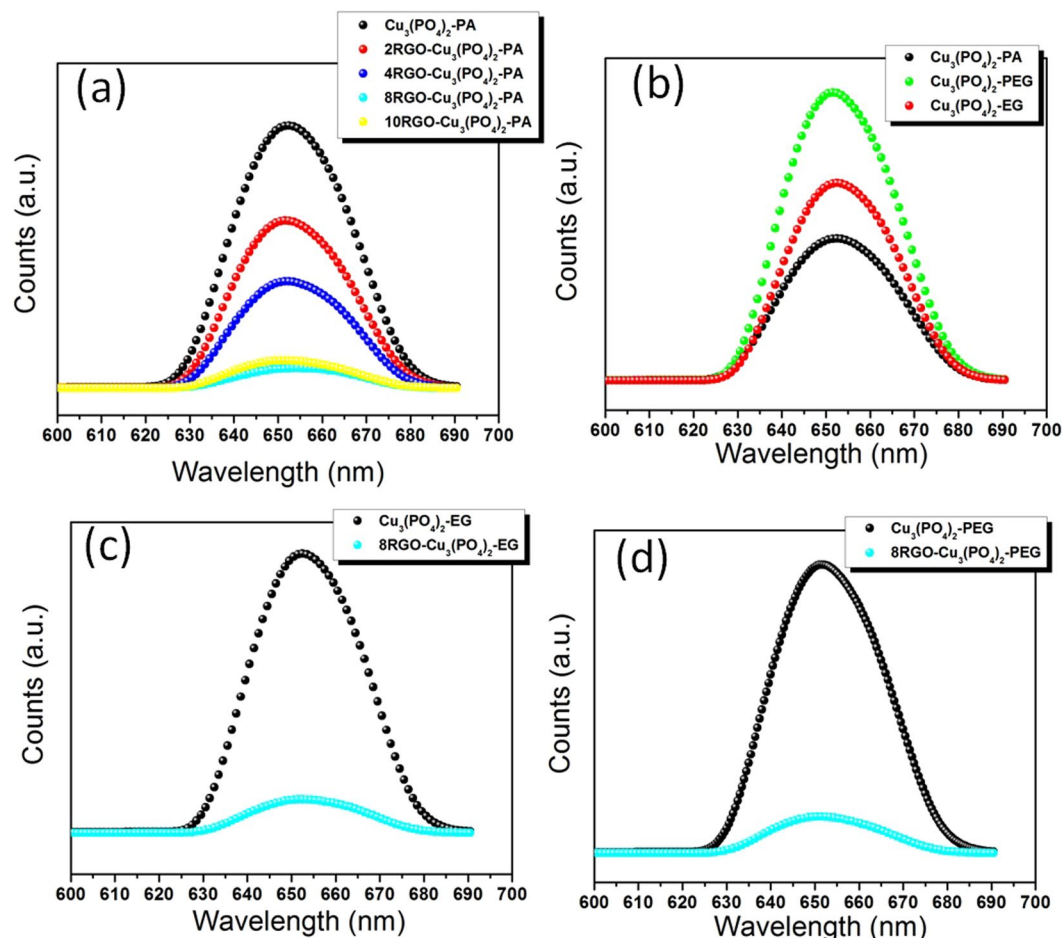 (a)
Cu₃(PO₄)₂-PA
2RGO-Cu₃(PO₄)₂-PA
4RGO-Cu₃(PO₄)₂-PA
8RGO-Cu₃(PO₄)₂-PA
10RGO-Cu₃(PO₄)₂-PA
Counts (a.u.)
600 610 620 630 640 650 660 670 680 690 700
Wavelength (nm)
(b)
Cu₃(PO₄)₂-PA
Cu₃(PO₄)₂-PEG
Cu₃(PO₄)₂-EG
Counts (a.u.)
600 610 620 630 640 650 660 670 680 690 700
Wavelength (nm)
(c)
Cu₃(PO₄)₂-EG
8RGO-Cu₃(PO₄)₂-EG
Counts (a.u.)
600 610 620 630 640 650 660 670 680 690 700
Wavelength (nm)
(d)
Cu₃(PO₄)₂-PEG
8RGO-Cu₃(PO₄)₂-PEG
Counts (a.u.)
600 610 620 630 640 650 660 670 680 690 700
Wavelength (nm)